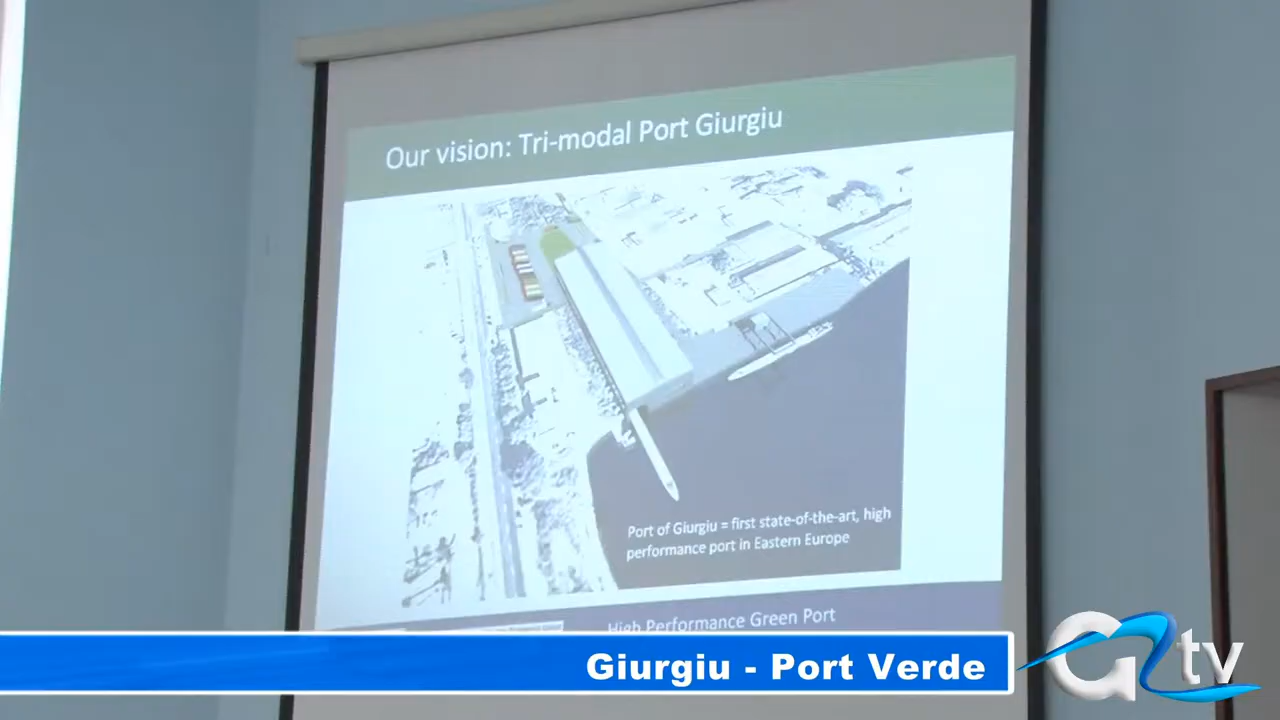 Our vision: Tri-modal Port Giurgiu
Port of Giurgiu = first state-of-the-art, high
performance port in Eastern Europe
High Performance Green Port
Giurgiu - Port Verde
G2tv